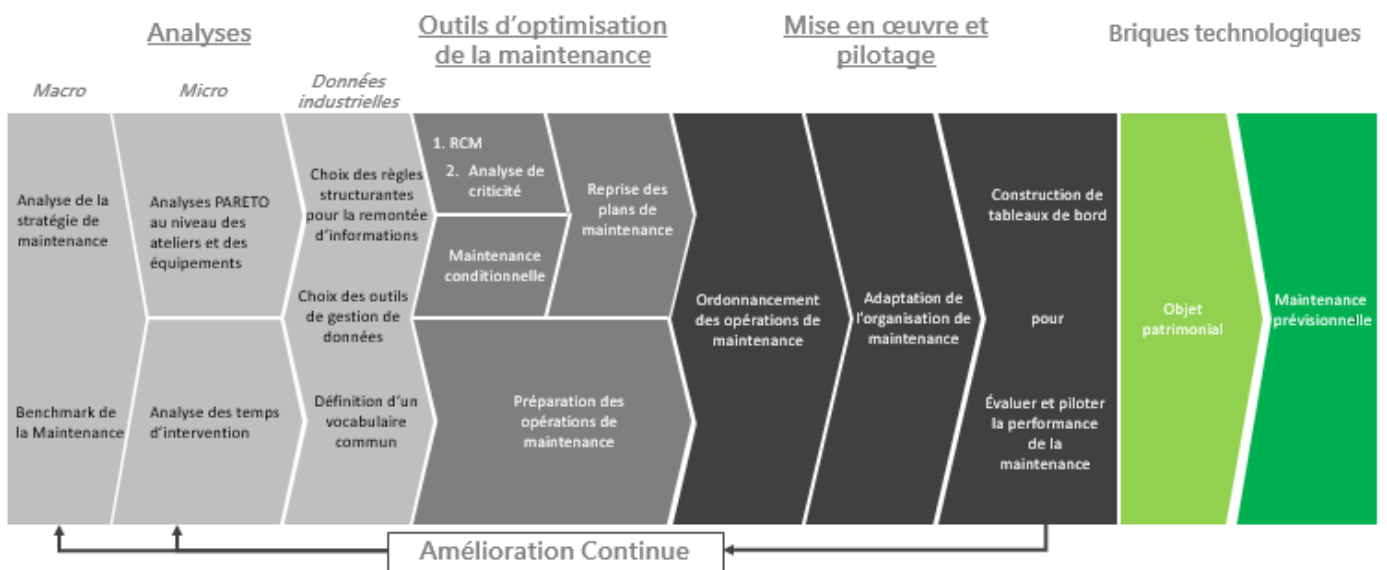 Analyses
Outils d'optimisation
de la maintenance
Mise en œuvre et
pilotage
Briques technologiques
Macro
Micro
Données
industrielles
Analyse de la
stratégie de
maintenance
Benchmark de
la Maintenance
Analyses PARETO
au niveau des
ateliers et des
équipements
Analyse des temps
d'intervention
Choix des règles
structurantes
pour la remontée
d'informations
Choix des outils
de gestion de
données
Définition d'un
vocabulaire
commun
1. RCM
2. Analyse de
criticité
Maintenance
conditionnelle
Reprise des
plans de
maintenance
Préparation des
opérations de
maintenance
Ordonnancement
des opérations de
maintenance
Adaptation de
l'organisation de
maintenance
Construction de
tableaux de bord
pour
Évaluer et piloter
la performance
de la
maintenance
Objet
patrimonial
Maintenance
prévisionnelle
Amélioration Continue